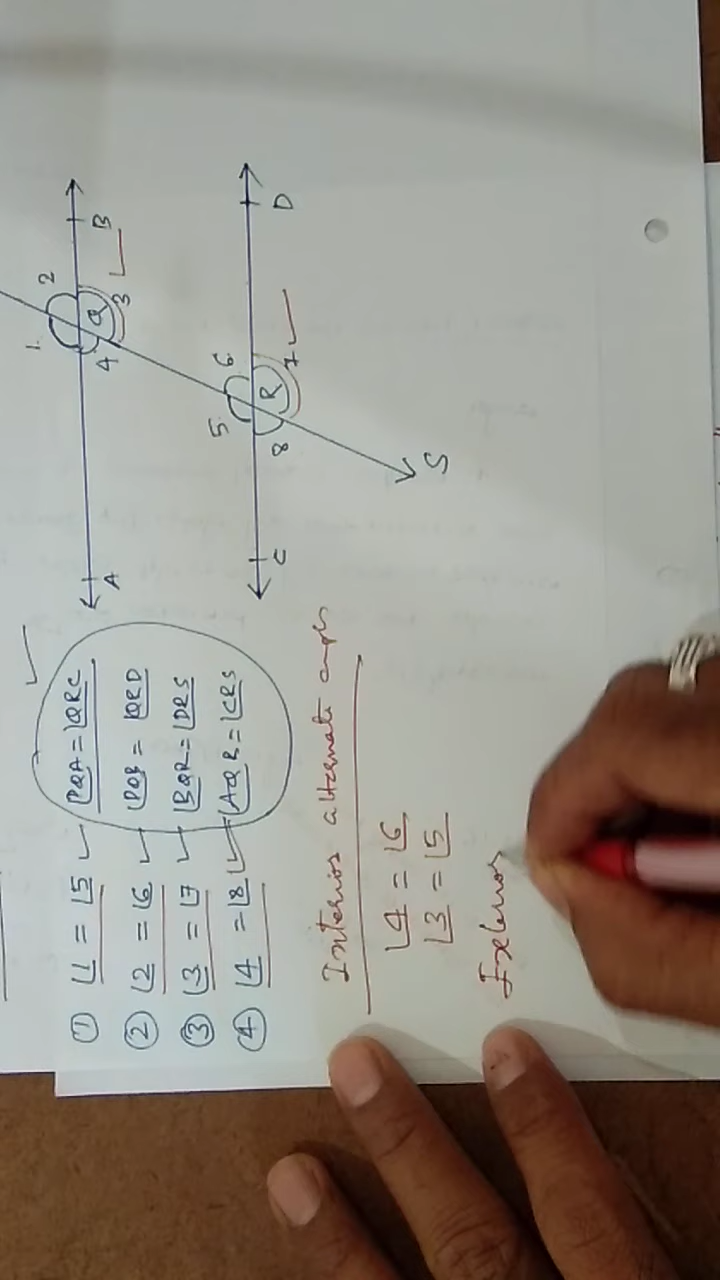 ① ∠1 = ∠5 ✓ ∠PQA = ∠QRC
② ∠2 = ∠6 ✓ ∠PQB = ∠QRD
③ ∠3 = ∠7 ✓ ∠BQR = ∠DRS
④ ∠4 = ∠8 ✓ ∠AQR = ∠CRS
Interior alternate angles
∠4 = ∠6
∠3 = ∠5
Exterior
A 1 2 Q 4 3 B
C 5 6 R 8 7 D
S